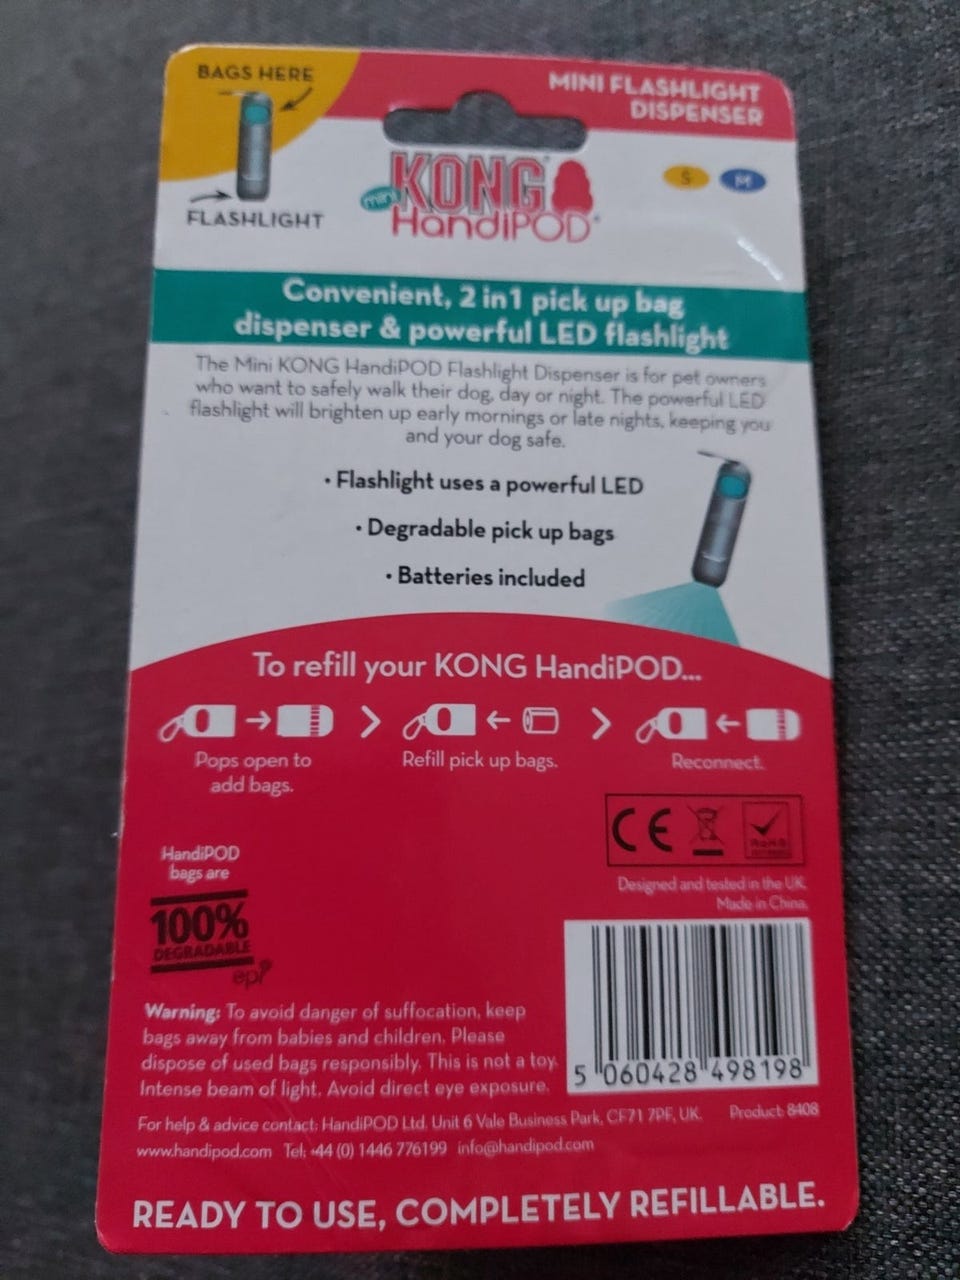 BAGS HERE
FLASHLIGHT
MINI FLASHLIGHT
DISPENSER
mini KONG
HandiPOD®
S M
Convenient, 2 in 1 pick up bag
dispenser & powerful LED flashlight
The Mini KONG HandiPOD Flashlight Dispenser is for pet owners
who want to safely walk their dog, day or night. The powerful LED
flashlight will brighten up early mornings or late nights, keeping you
and your dog safe.
• Flashlight uses a powerful LED
• Degradable pick up bags
• Batteries included
To refill your KONG HandiPOD...
Pops open to
add bags.
Refill pick up bags.
Reconnect.
CE
RoHS
HandiPOD
bags are
100%
DEGRADABLE
epi
Designed and tested in the UK.
Made in China.
5 060428 498198
Warning: To avoid danger of suffocation, keep
bags away from babies and children. Please
dispose of used bags responsibly. This is not a toy.
Intense beam of light. Avoid direct eye exposure.
For help & advice contact: HandiPOD Ltd. Unit 6 Vale Business Park, CF71 7PF, UK. Product: 8408
www.handipod.com Tel: +44 (0) 1446 776199 info@handipod.com
READY TO USE, COMPLETELY REFILLABLE.